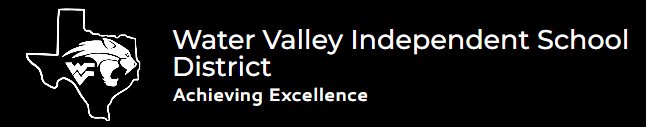 WV
Water Valley Independent School
District
Achieving Excellence